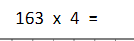 163 x 4 =